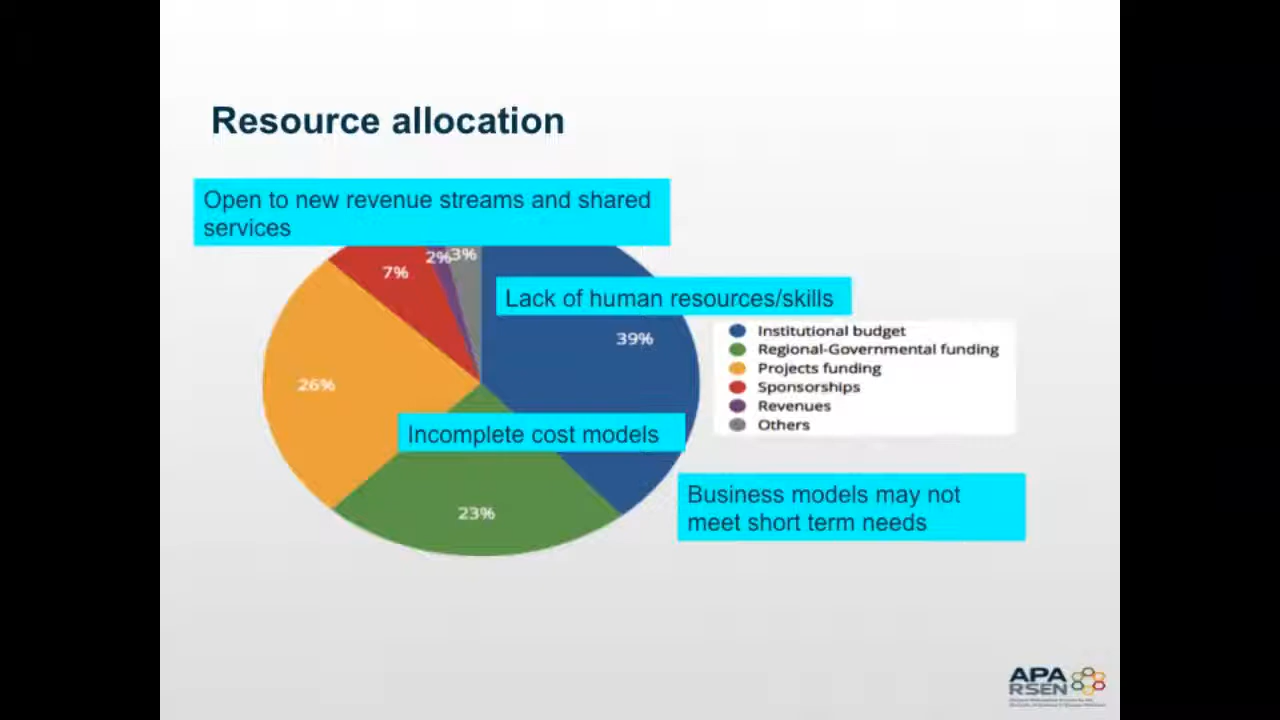 Resource allocation
Open to new revenue streams and shared
services
7%
2%
3%
Lack of human resources/skills
39%
Institutional budget
Regional-Governmental funding
Projects funding
Sponsorships
Revenues
Others
26%
Incomplete cost models
23%
Business models may not
meet short term needs
APA
RSEN